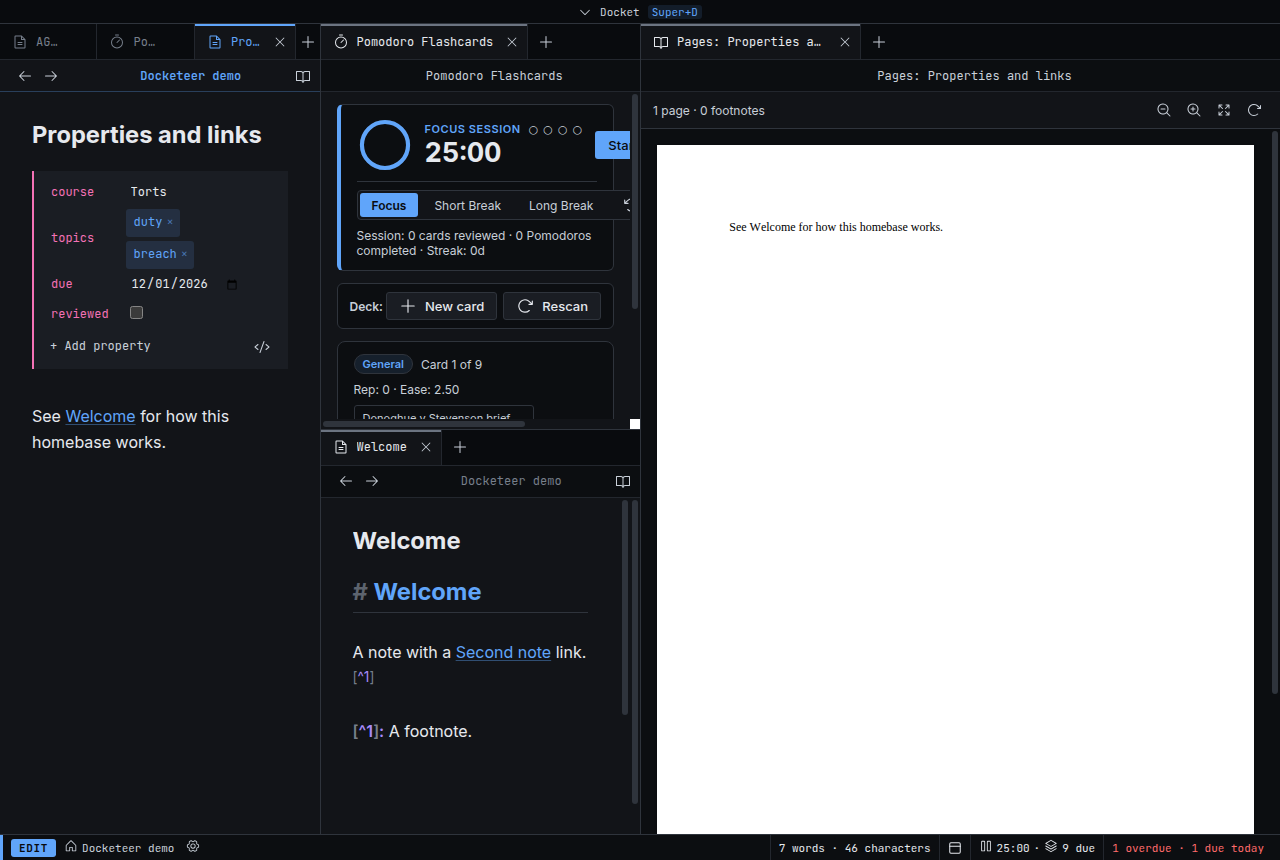 Docket Super+D
AG…
Po…
Pro…
Pomodoro Flashcards
Pages: Properties a…
Docketeer demo
Pomodoro Flashcards
Pages: Properties and links
Properties and links
course Torts
topics duty ×
breach ×
due 12/01/2026
reviewed
+ Add property </>
See Welcome for how this
homebase works.
FOCUS SESSION
25:00
Focus Short Break Long Break
Session: 0 cards reviewed · 0 Pomodoros
completed · Streak: 0d
Deck: New card Rescan
General Card 1 of 9
Rep: 0 · Ease: 2.50
Donoghue v Stevenson brief
Welcome
Docketeer demo
Welcome
# Welcome
A note with a Second note link.
[^1]
[^1]: A footnote.
1 page · 0 footnotes
See Welcome for how this homebase works.
EDIT Docketeer demo
7 words · 46 characters
25:00 · 9 due
1 overdue · 1 due today